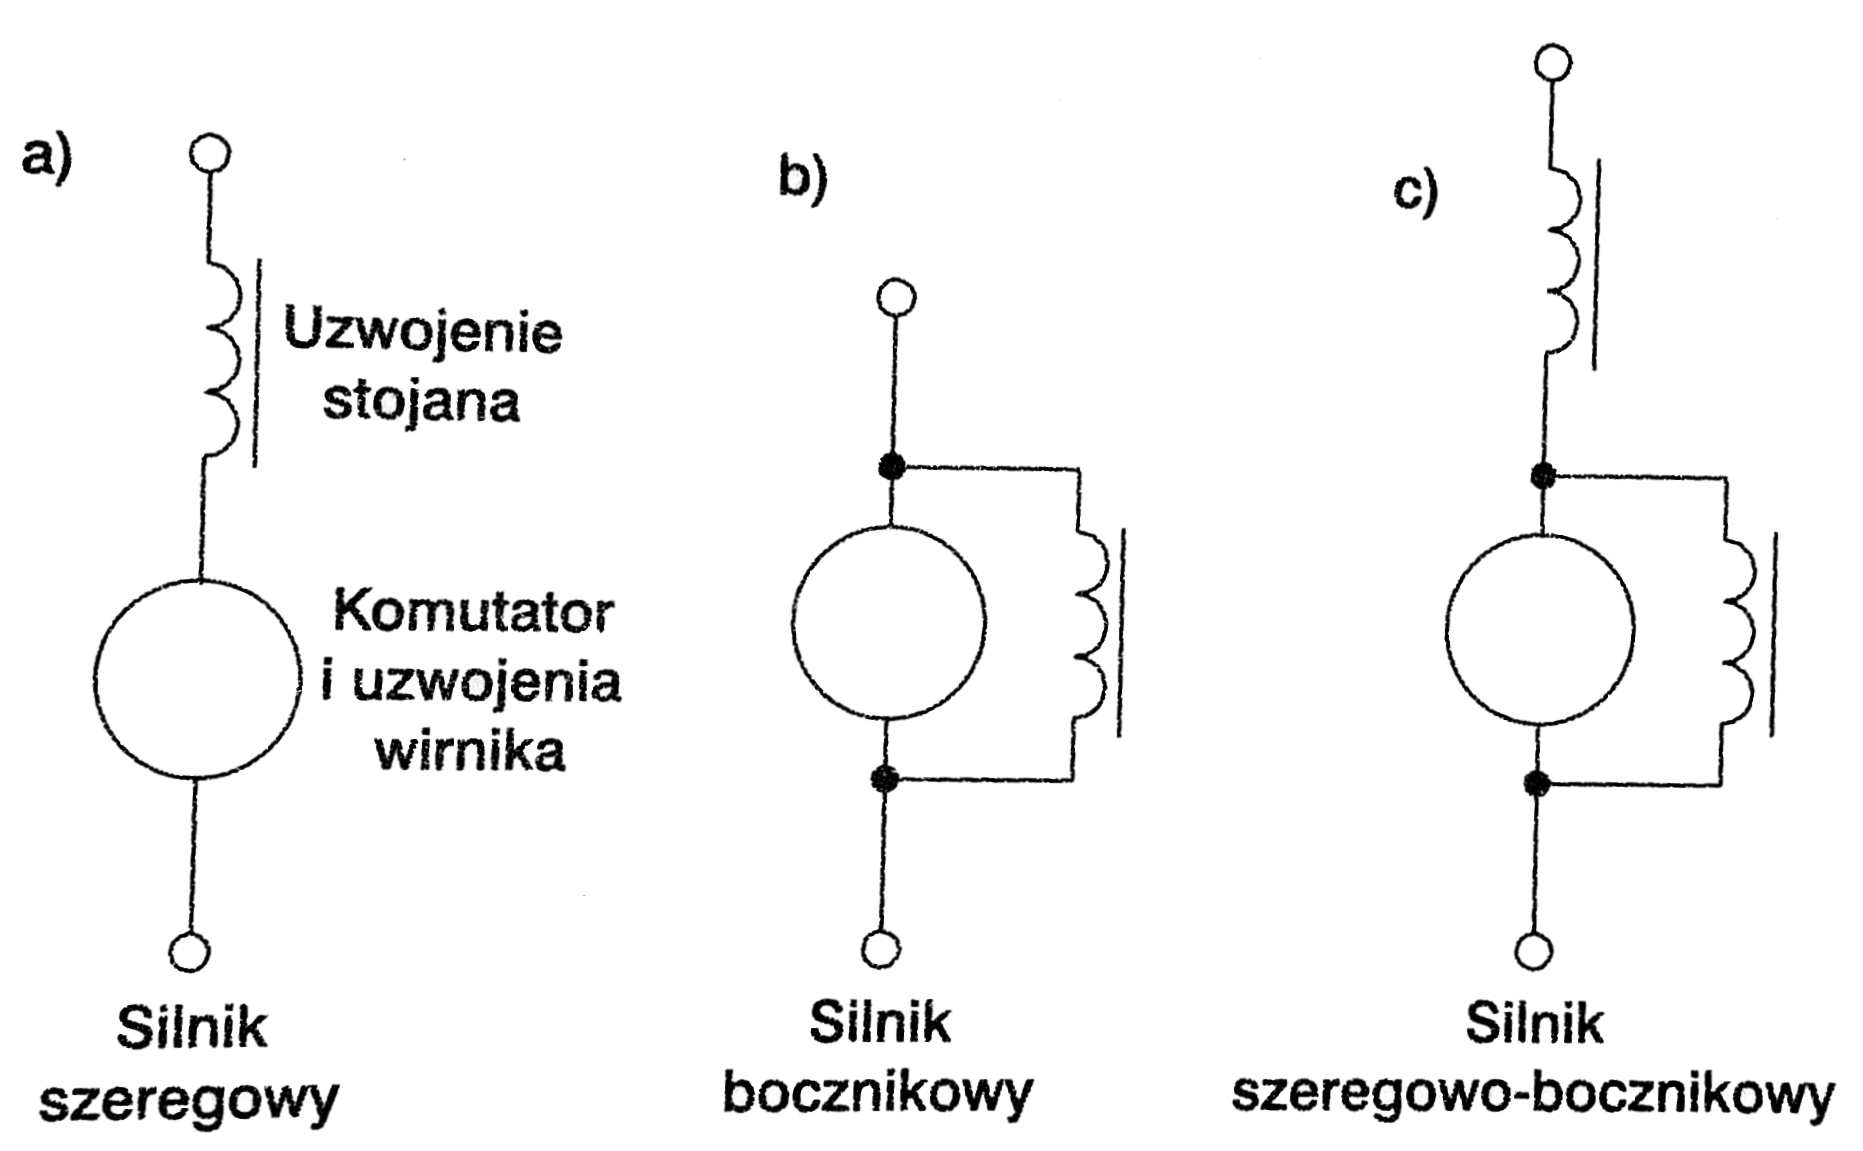 a)
Uzwojenie
stojana
Komutator
i uzwojenia
wirnika
Silnik
szeregowy
b)
Silnik
bocznikowy
c)
Silnik
szeregowo-bocznikowy